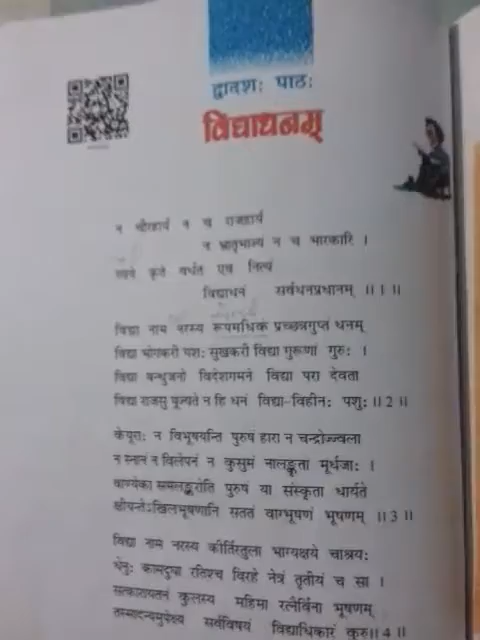 द्वादशः पाठः
विद्याधनम्
न चौरहार्यं न च राजहार्यं
न भ्रातृभाज्यं न च भारकारि ।
व्यये कृते वर्धत एव नित्यं
विद्याधनं सर्वधनप्रधानम् ॥1॥
विद्या नाम नरस्य रूपमधिकं प्रच्छन्नगुप्तं धनम्
विद्या भोगकरी यशः सुखकरी विद्या गुरूणां गुरुः ।
विद्या बन्धुजनो विदेशगमने विद्या परा देवता
विद्या राजसु पूज्यते न हि धनं विद्या-विहीनः पशुः ॥2॥
केयूराः न विभूषयन्ति पुरुषं हारा न चन्द्रोज्ज्वला
न स्नानं न विलेपनं न कुसुमं नालङ्कृता मूर्धजाः ।
वाण्येका समलङ्करोति पुरुषं या संस्कृता धार्यते
क्षीयन्तेऽखिलभूषणानि सततं वाग्भूषणं भूषणम् ॥3॥
विद्या नाम नरस्य कीर्तिरतुला भाग्यक्षये चाश्रयः
धेनुः कामदुघा रतिश्च विरहे नेत्रं तृतीयं च सा ।
सत्कारायतनं कुलस्य महिमा रत्नैर्विना भूषणम्
तस्मादन्यमुपेक्ष्य सर्वविषयं विद्याधिकारं कुरु॥4॥